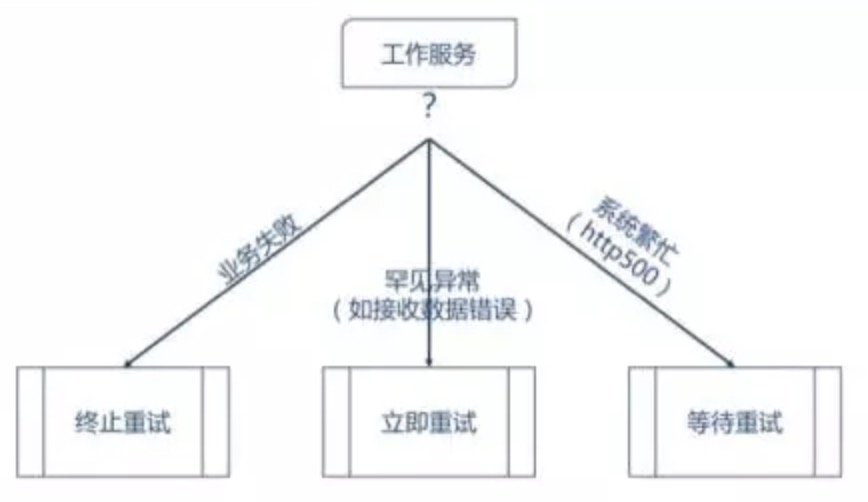 工作服务
?
业务失败
罕见异常
（如接收数据错误）
系统繁忙
（http500）
终止重试
立即重试
等待重试